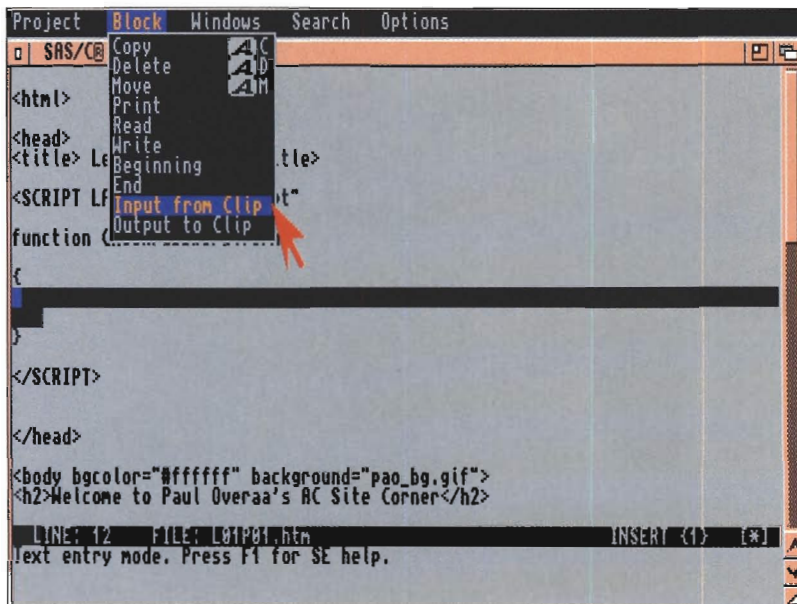 Project Block Windows Search Options
SAS/C®
Copy A C
Delete A D
Move A M
Print
Read
Write
Beginning
End
Input from Clip
Output to Clip
<html>
<head>
<title> tle>
<SCRIPT t"
function
{
}
</SCRIPT>
</head>
<body bgcolor="#ffffff" background="pao_bg.gif">
<h2>Welcome to Paul Overaa's AC Site Corner</h2>
LINE: 12 FILE: L01P01.htm INSERT {1} [*]
Text entry mode. Press F1 for SE help.